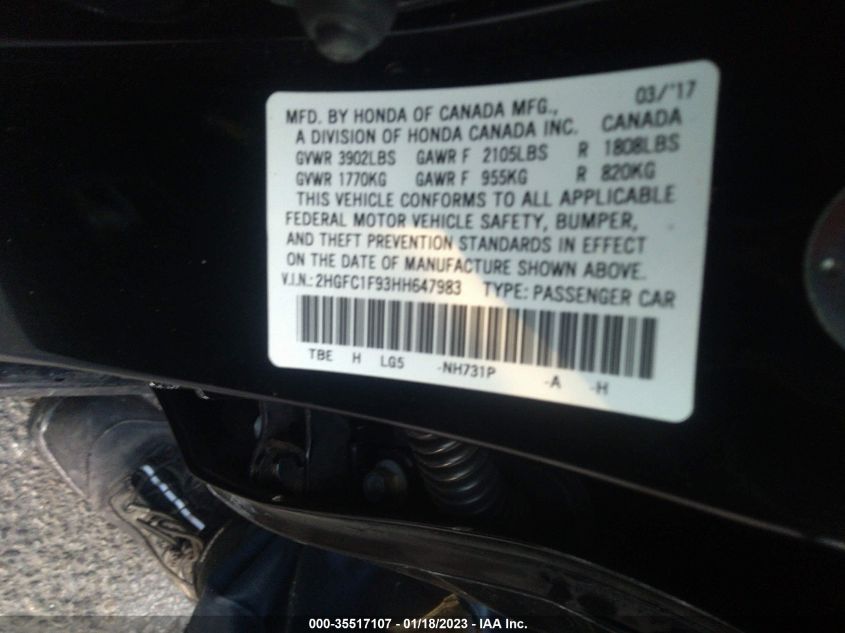 03/'17
MFD. BY HONDA OF CANADA MFG.,
A DIVISION OF HONDA CANADA INC. CANADA
GVWR 3902LBS GAWR F 2105LBS R 1808LBS
GVWR 1770KG GAWR F 955KG R 820KG
THIS VEHICLE CONFORMS TO ALL APPLICABLE
FEDERAL MOTOR VEHICLE SAFETY, BUMPER,
AND THEFT PREVENTION STANDARDS IN EFFECT
ON THE DATE OF MANUFACTURE SHOWN ABOVE.
V.I.N.: 2HGFC1F93HH647983 TYPE: PASSENGER CAR
TBE H LG5 -NH731P -A -H
000-35517107 - 01/18/2023 - IAA Inc.